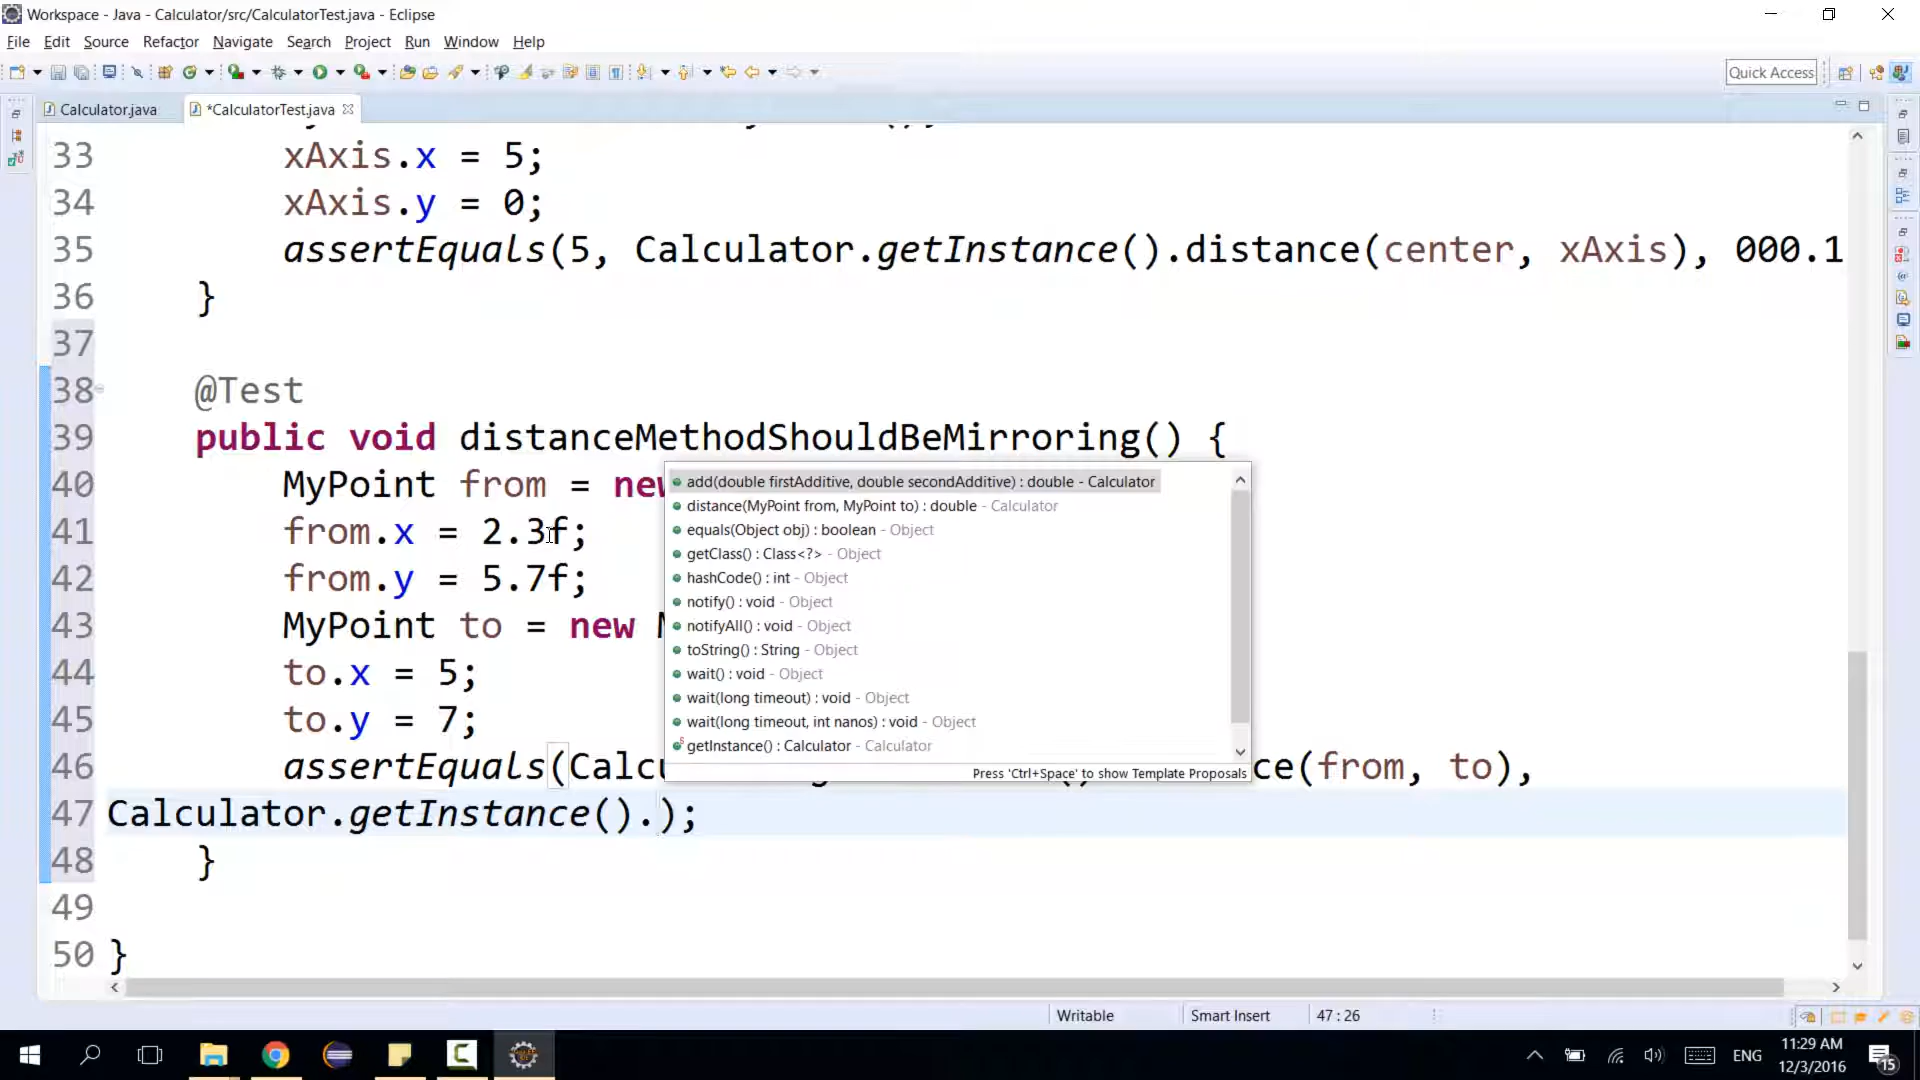 Workspace - Java - Calculator/src/CalculatorTest.java - Eclipse
File Edit Source Refactor Navigate Search Project Run Window Help
Quick Access
Calculator.java *CalculatorTest.java
33 xAxis.x = 5;
34 xAxis.y = 0;
35 assertEquals(5, Calculator.getInstance().distance(center, xAxis), 000.1
36 }
37
38 @Test
39 public void distanceMethodShouldBeMirroring() {
40 MyPoint from = new
41 from.x = 2.3f;
42 from.y = 5.7f;
43 MyPoint to = new
44 to.x = 5;
45 to.y = 7;
46 assertEquals(Calc ce(from, to),
47 Calculator.getInstance().);
48 }
49
50 }
add(double firstAdditive, double secondAdditive) : double - Calculator
distance(MyPoint from, MyPoint to) : double - Calculator
equals(Object obj) : boolean - Object
getClass() : Class<?> - Object
hashCode() : int - Object
notify() : void - Object
notifyAll() : void - Object
toString() : String - Object
wait() : void - Object
wait(long timeout) : void - Object
wait(long timeout, int nanos) : void - Object
getInstance() : Calculator - Calculator
Press 'Ctrl+Space' to show Template Proposals
Writable Smart Insert 47 : 26
ENG
11:29 AM
12/3/2016
15